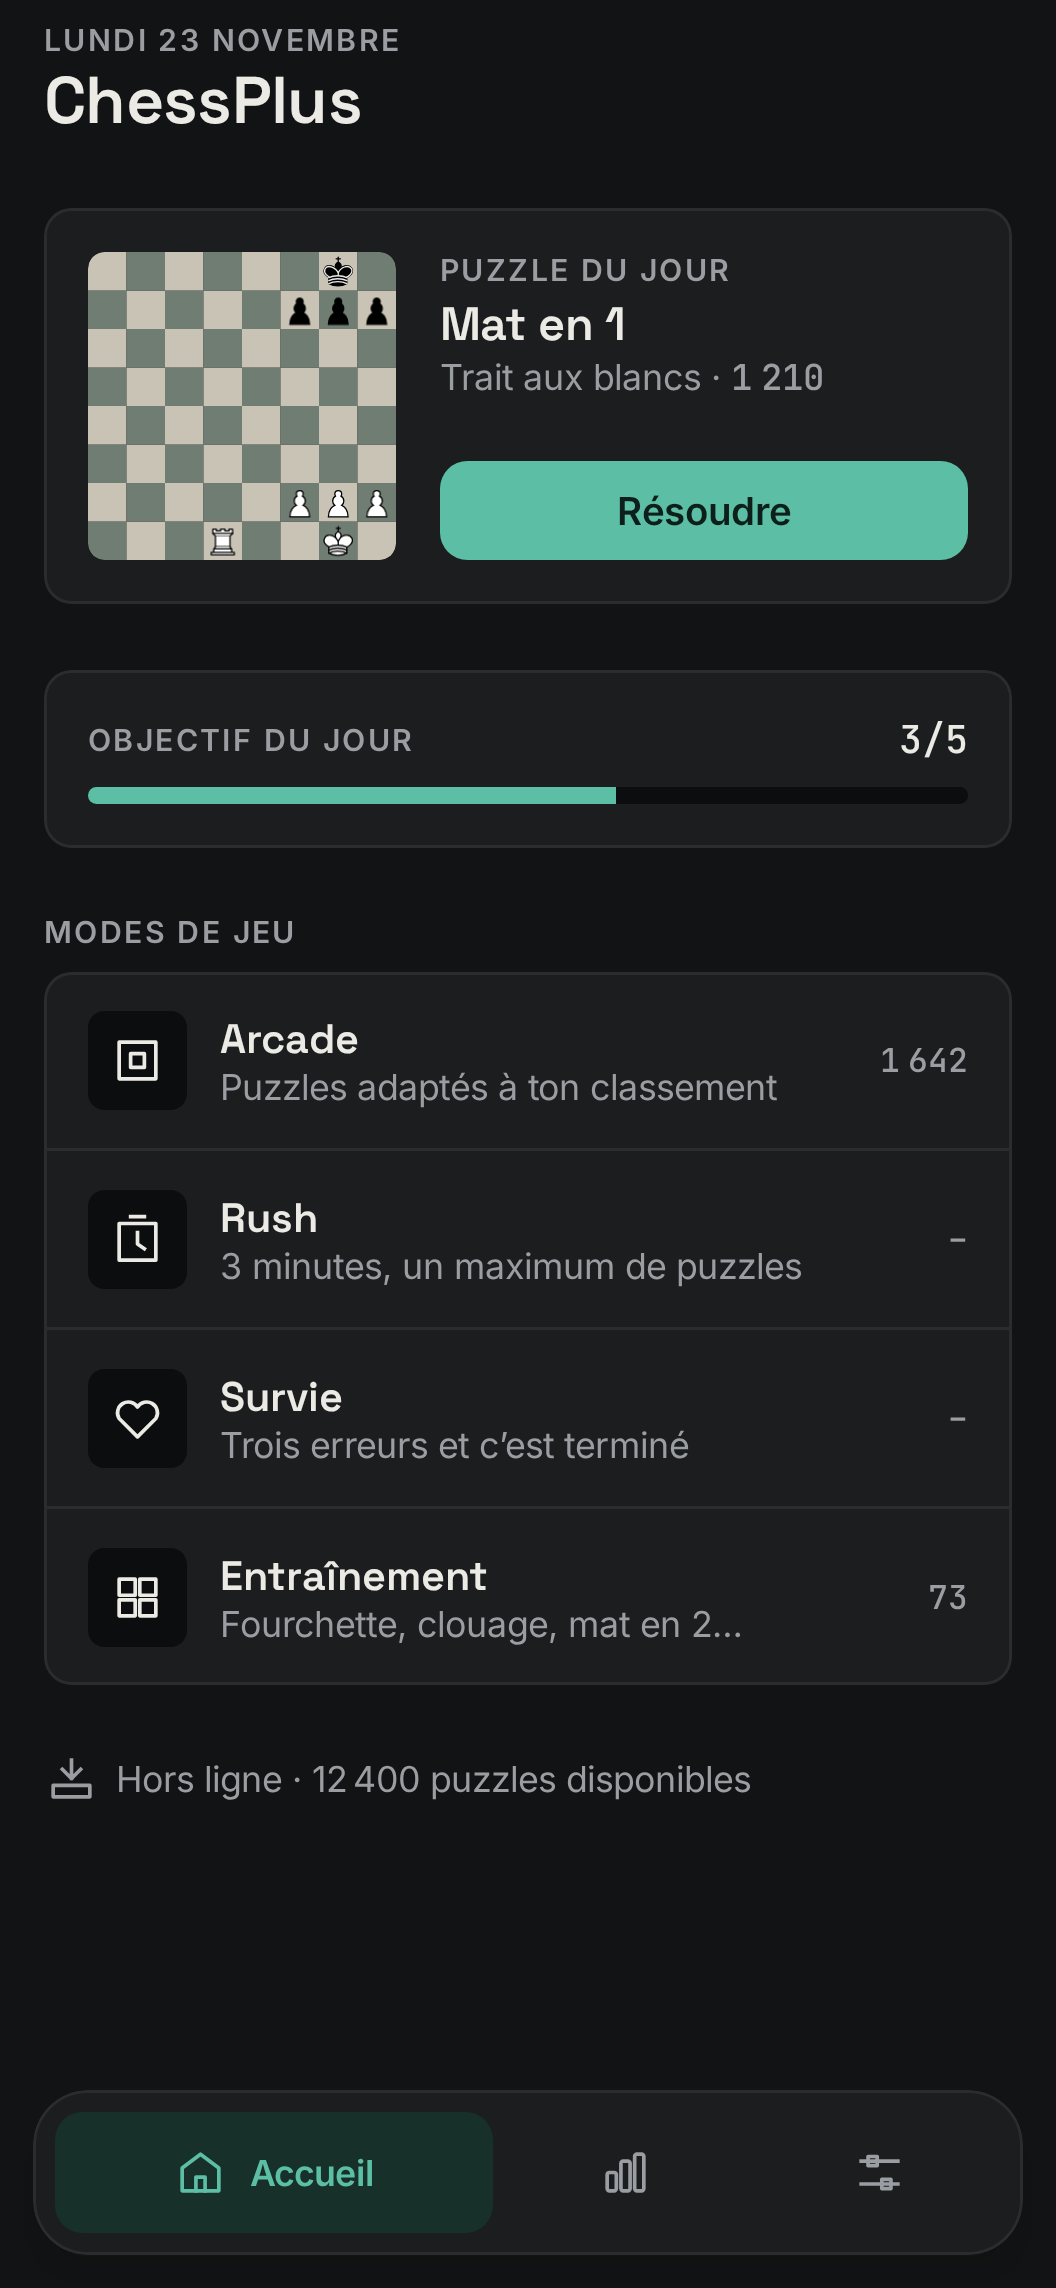 LUNDI 23 NOVEMBRE
ChessPlus
PUZZLE DU JOUR
Mat en 1
Trait aux blancs · 1 210
Résoudre
OBJECTIF DU JOUR
3/5
MODES DE JEU
Arcade
Puzzles adaptés à ton classement
1 642
Rush
3 minutes, un maximum de puzzles
–
Survie
Trois erreurs et c’est terminé
–
Entraînement
Fourchette, clouage, mat en 2…
73
Hors ligne · 12 400 puzzles disponibles
Accueil